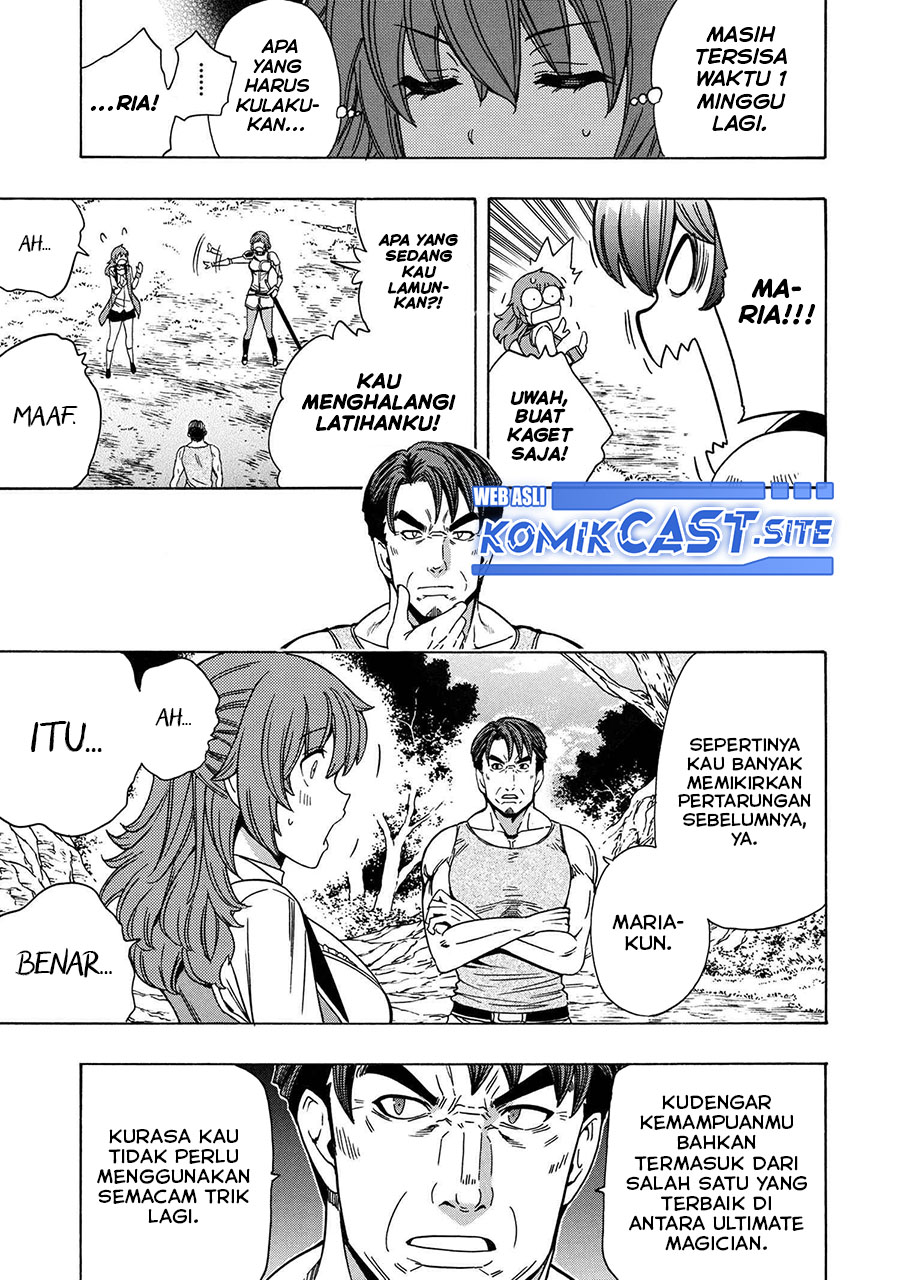 MASIH
TERSISA
WAKTU 1
MINGGU
LAGI.
APA
YANG
HARUS
KULAKU-
KAN...
........
...RIA!
MA-
RIA!!!
UWAH,
BUAT
KAGET
SAJA!
APA YANG
SEDANG
KAU
LAMUN-
KAN?!
KAU
MENGHALANGI
LATIHANKU!
AH...
MAAF.
WEB ASLI
KOMIKCAST.SITE
SEPERTINYA
KAU BANYAK
MEMIKIRKAN
PERTARUNGAN
SEBELUMNYA,
YA.
MARIA-
KUN.
AH...
ITU...
BENAR...
KUDENGAR
KEMAMPUANMU
BAHKAN
TERMASUK DARI
SALAH SATU YANG
TERBAIK DI
ANTARA ULTIMATE
MAGICIAN.
KURASA KAU
TIDAK PERLU
MENGGUNAKAN
SEMACAM TRIK
LAGI.